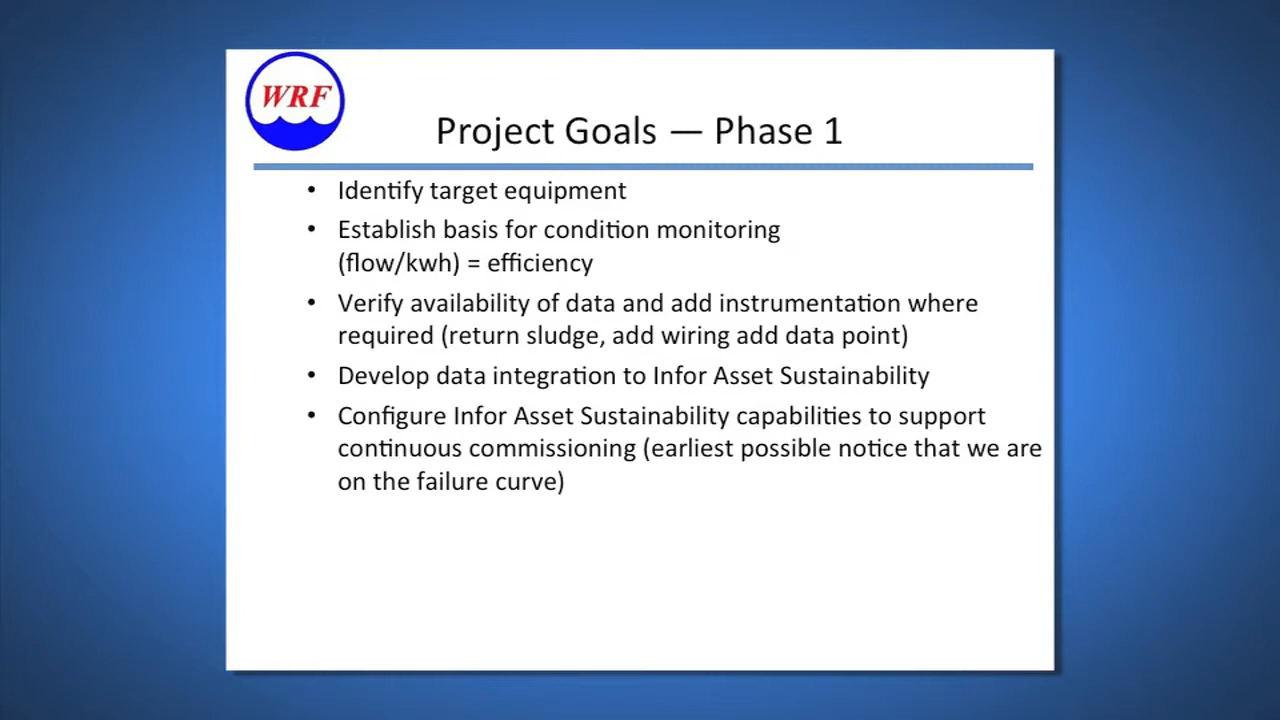 WRF
Project Goals — Phase 1
• Identify target equipment
• Establish basis for condition monitoring
(flow/kwh) = efficiency
• Verify availability of data and add instrumentation where
required (return sludge, add wiring add data point)
• Develop data integration to Infor Asset Sustainability
• Configure Infor Asset Sustainability capabilities to support
continuous commissioning (earliest possible notice that we are
on the failure curve)